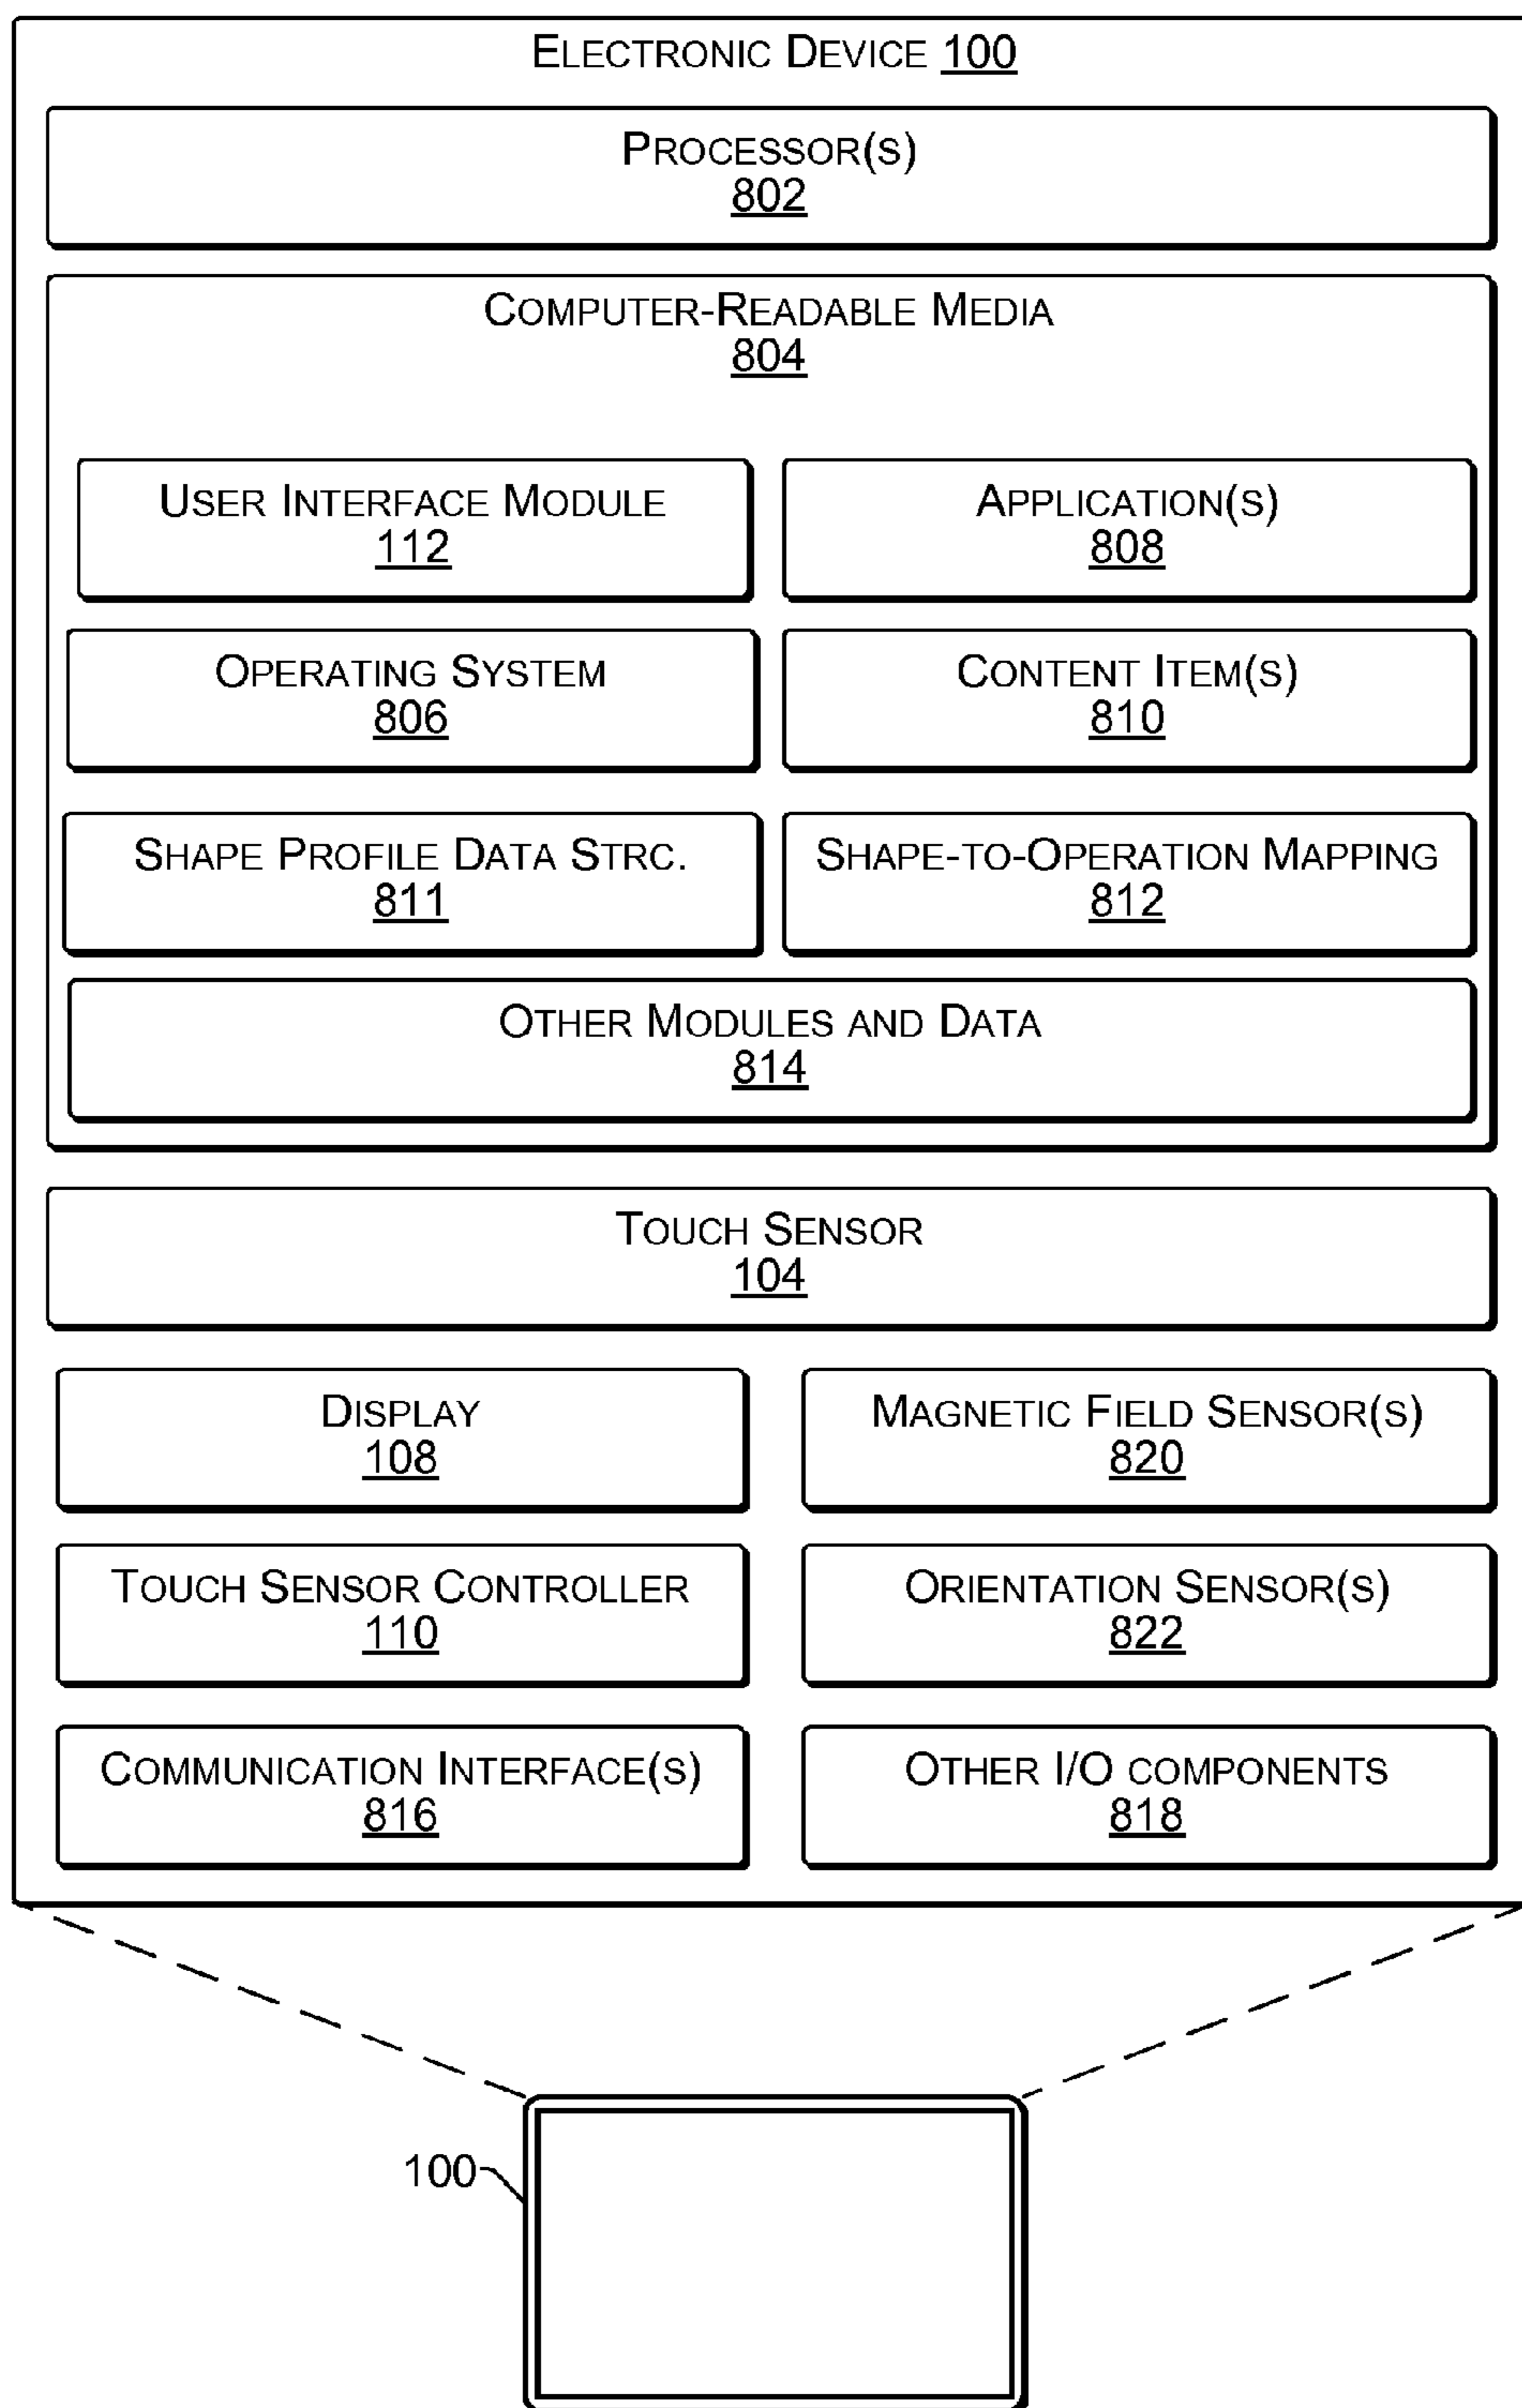 Electronic Device 100
Processor(s)
802
Computer-Readable Media
804
User Interface Module
112
Application(s)
808
Operating System
806
Content Item(s)
810
Shape Profile Data Strc.
811
Shape-to-Operation Mapping
812
Other Modules and Data
814
Touch Sensor
104
Display
108
Magnetic Field Sensor(s)
820
Touch Sensor Controller
110
Orientation Sensor(s)
822
Communication Interface(s)
816
Other I/O components
818
100